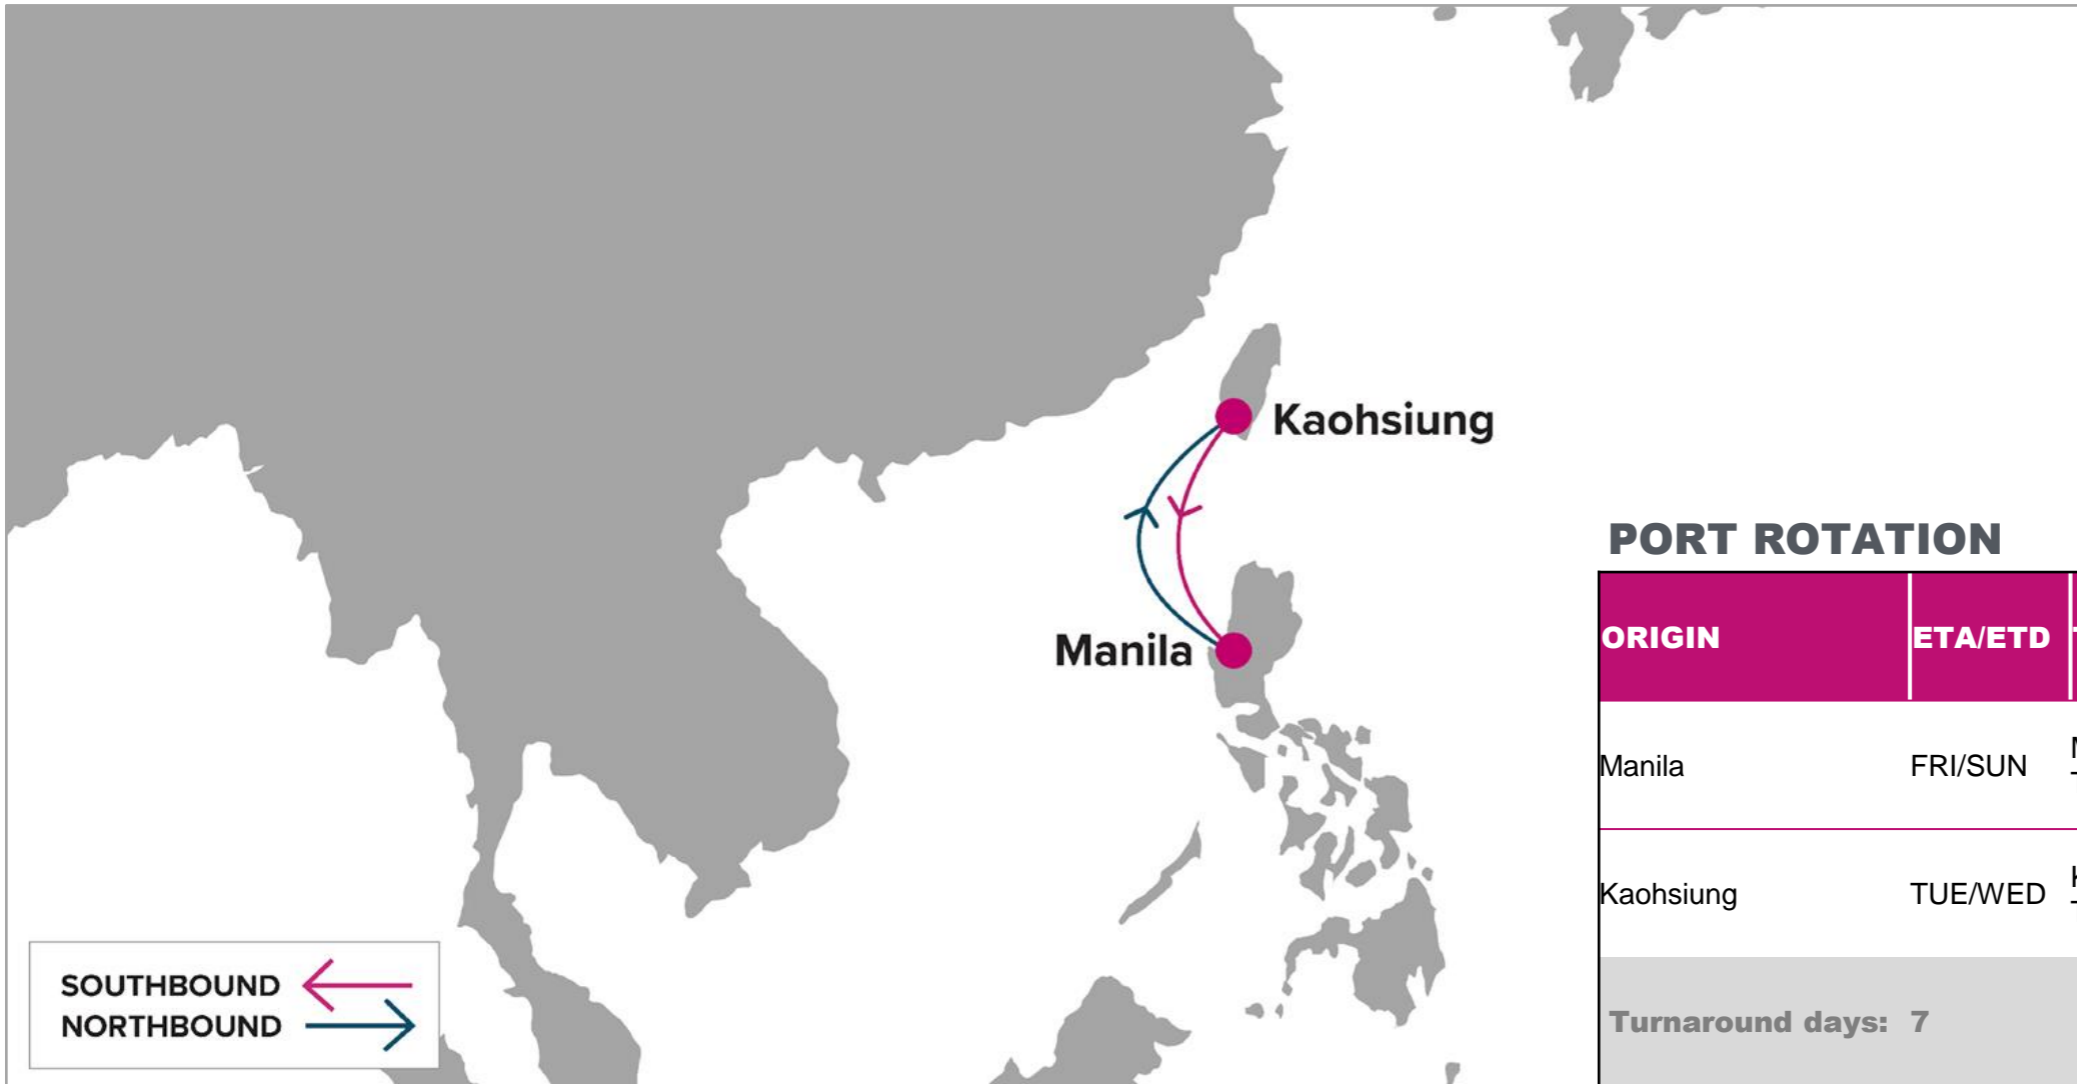 Kaohsiung
Manila
SOUTHBOUND
NORTHBOUND
PORT ROTATION
ORIGIN ETA/ETD
Manila FRI/SUN
Kaohsiung TUE/WED
Turnaround days: 7